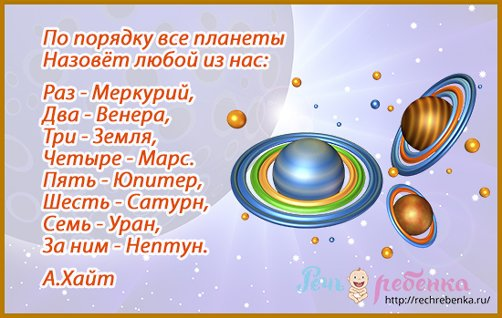 По порядку все планеты
Назовёт любой из нас:
Раз - Меркурий,
Два - Венера,
Три - Земля,
Четыре - Марс.
Пять - Юпитер,
Шесть - Сатурн,
Семь - Уран,
За ним - Нептун.
А.Хайт
Речь ребенка
http://rechrebenka.ru/